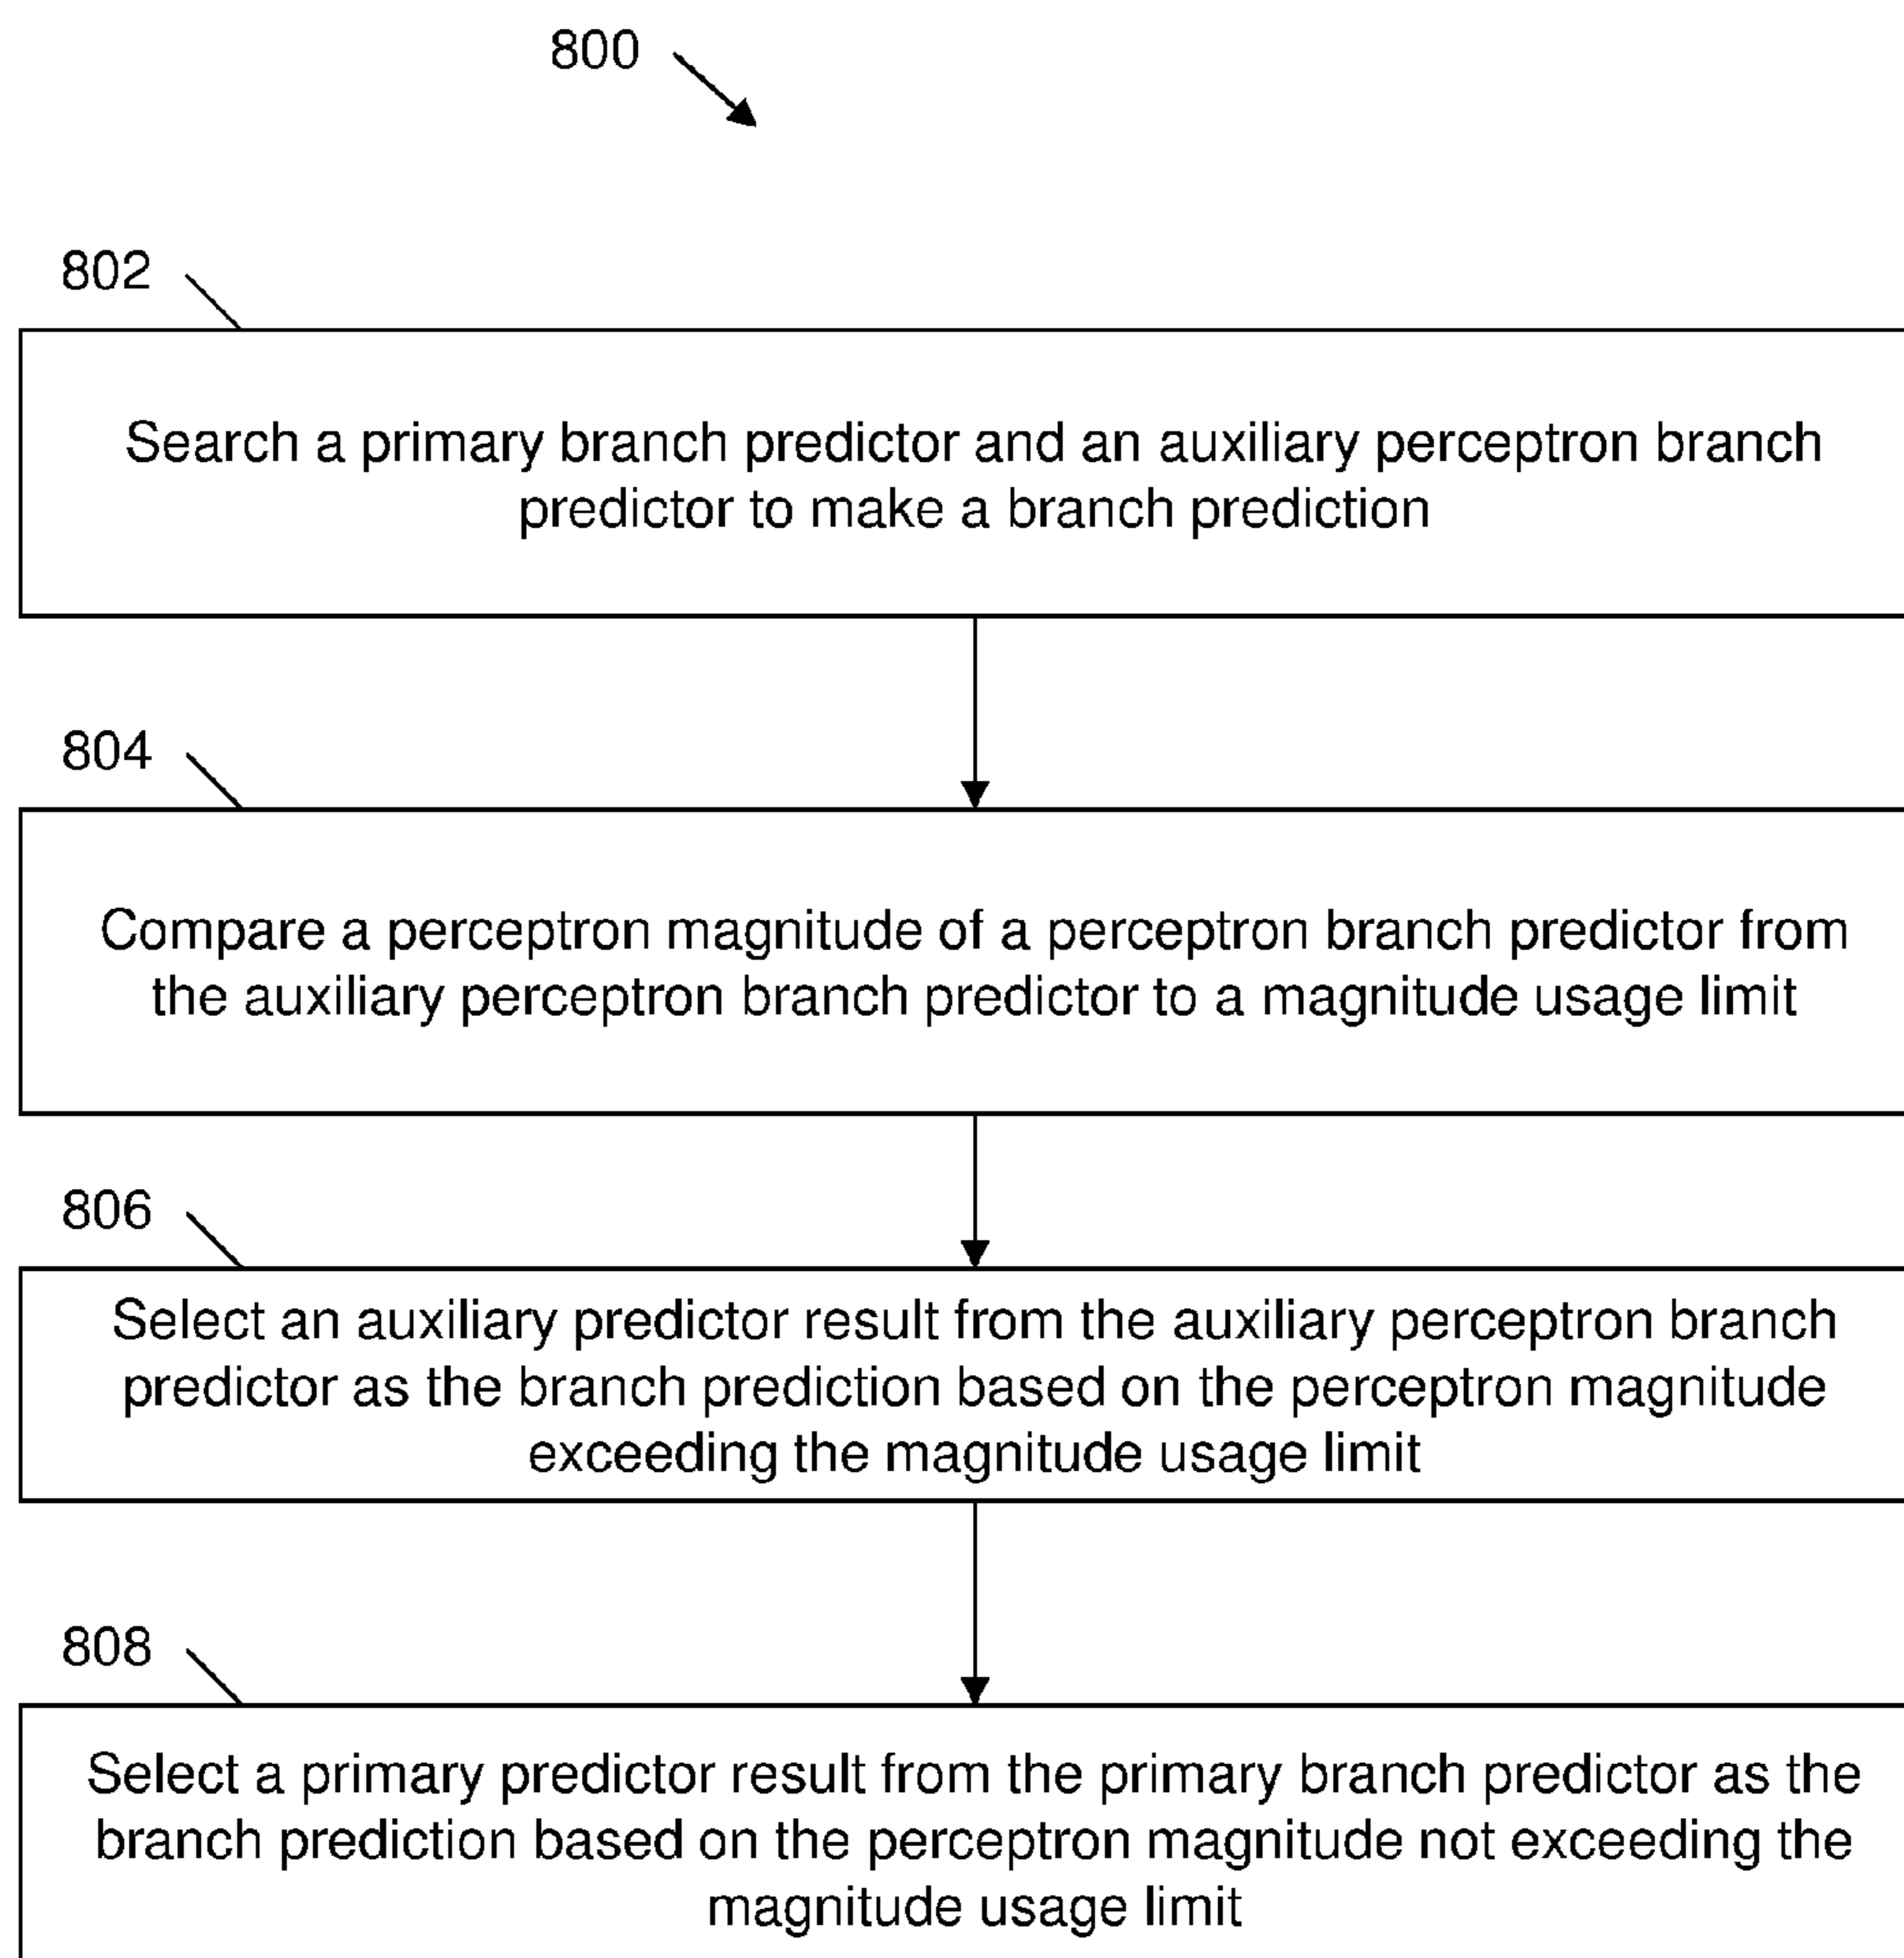 800
802
Search a primary branch predictor and an auxiliary perceptron branch
predictor to make a branch prediction
804
Compare a perceptron magnitude of a perceptron branch predictor from
the auxiliary perceptron branch predictor to a magnitude usage limit
806
Select an auxiliary predictor result from the auxiliary perceptron branch
predictor as the branch prediction based on the perceptron magnitude
exceeding the magnitude usage limit
808
Select a primary predictor result from the primary branch predictor as the
branch prediction based on the perceptron magnitude not exceeding the
magnitude usage limit